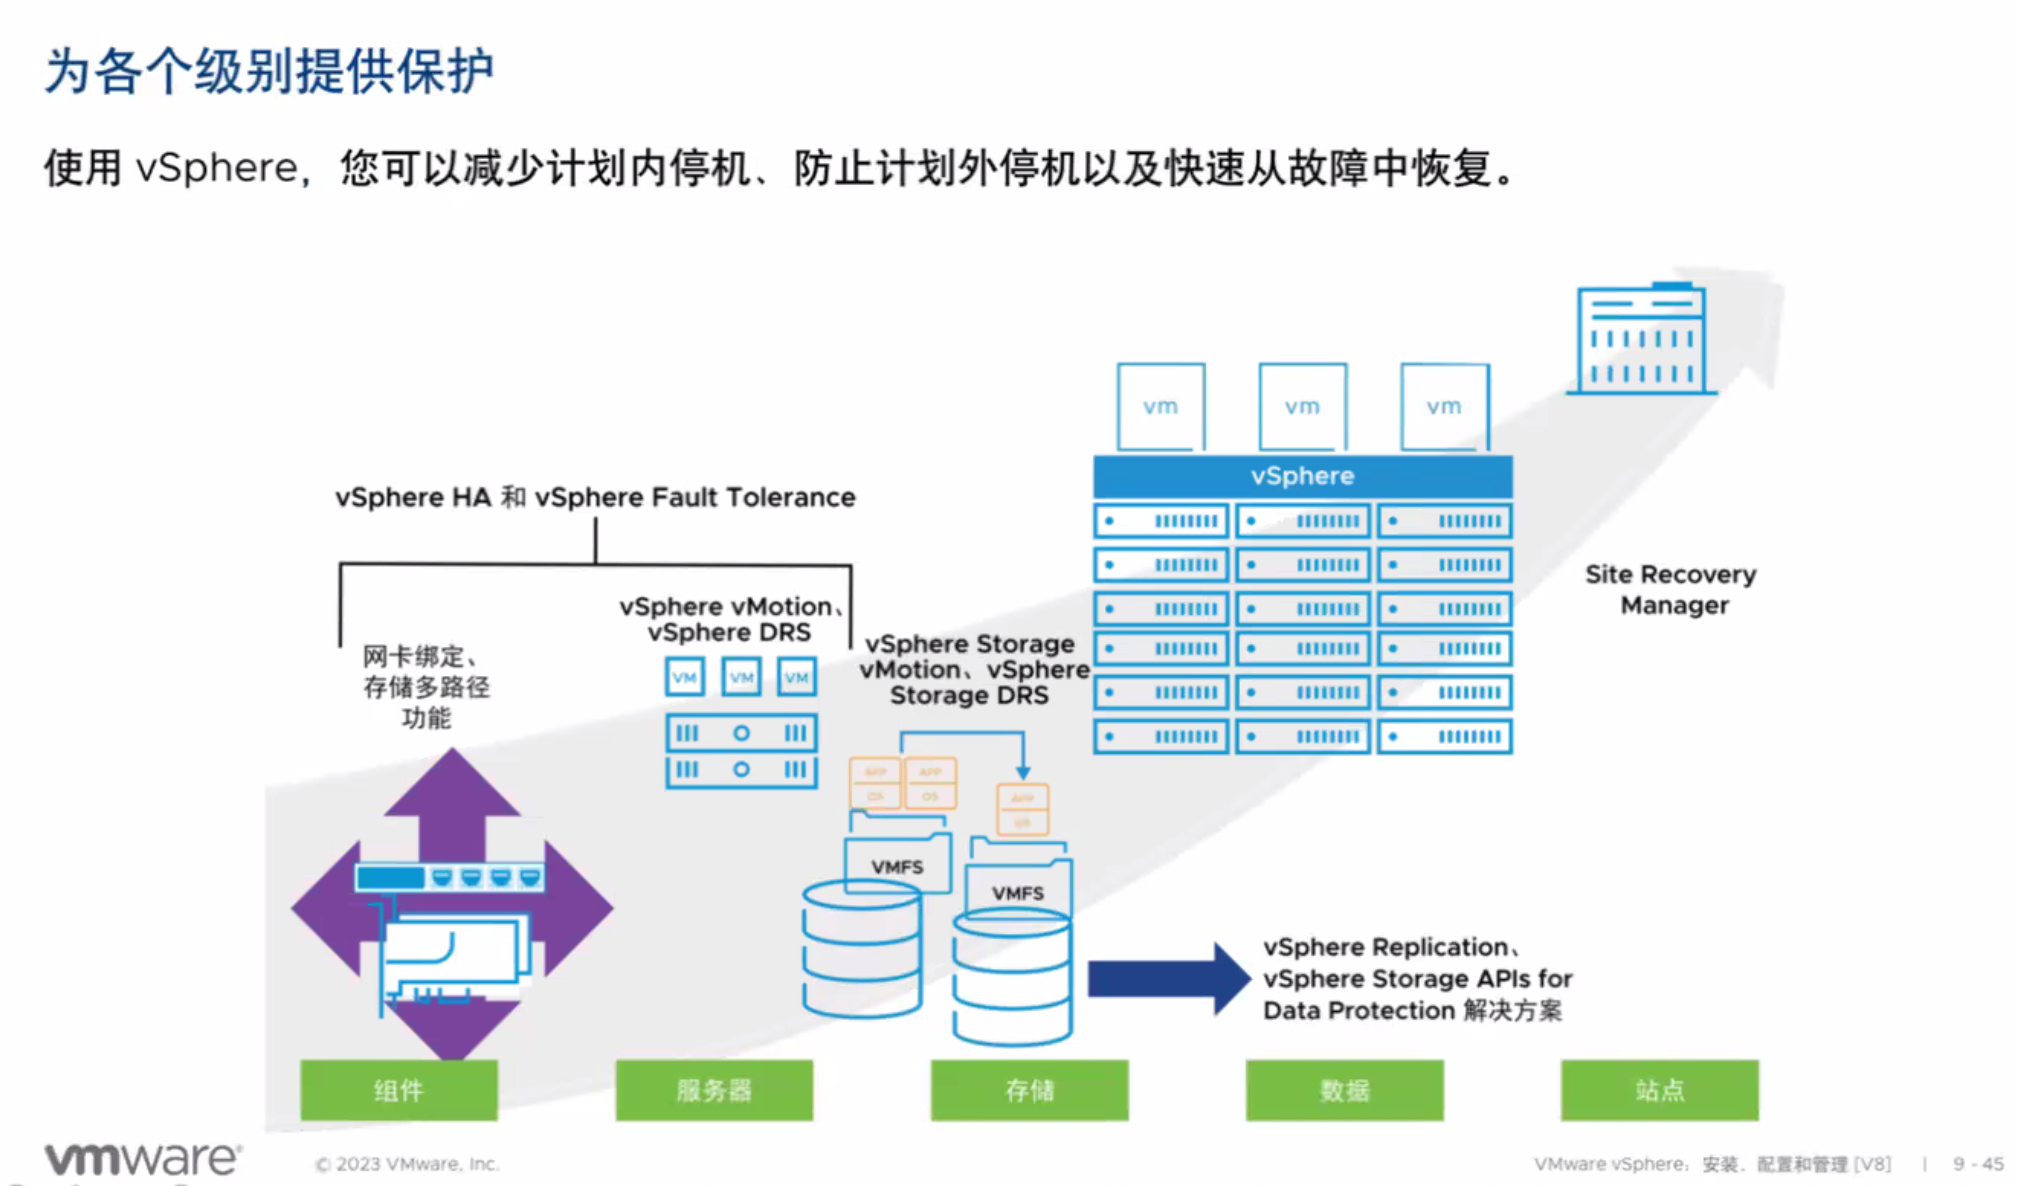 为各个级别提供保护
使用 vSphere，您可以减少计划内停机、防止计划外停机以及快速从故障中恢复。
vm
vm
vm
vSphere
vSphere HA 和 vSphere Fault Tolerance
Site Recovery
Manager
vSphere vMotion、
vSphere DRS
网卡绑定、
存储多路径
功能
vSphere Storage
vMotion、vSphere
Storage DRS
VM
VM
VM
APP
APP
OS
OS
APP
OS
VMFS
VMFS
vSphere Replication、
vSphere Storage APIs for
Data Protection 解决方案
组件
服务器
存储
数据
站点
vmware®
© 2023 VMware, Inc.
VMware vSphere：安装、配置和管理 [V8] | 9 - 45